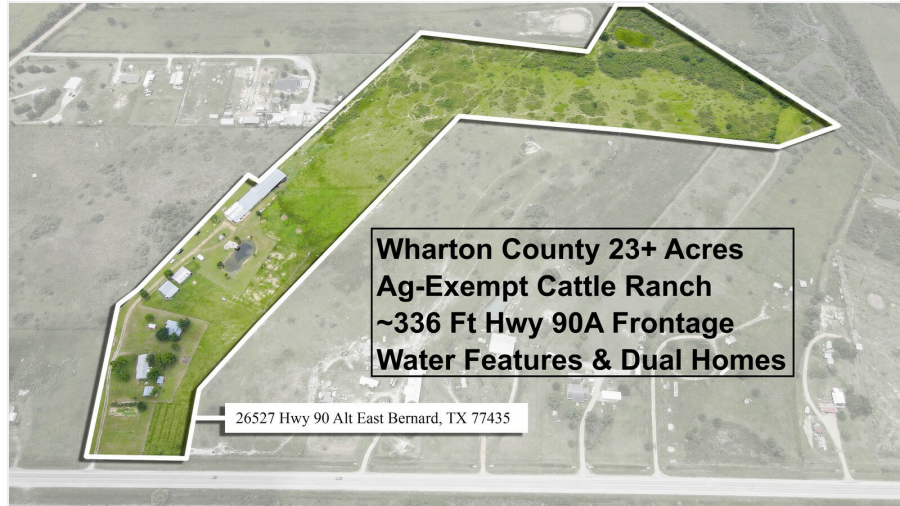 Wharton County 23+ Acres
Ag-Exempt Cattle Ranch
~336 Ft Hwy 90A Frontage
Water Features & Dual Homes
26527 Hwy 90 Alt East Bernard, TX 77435